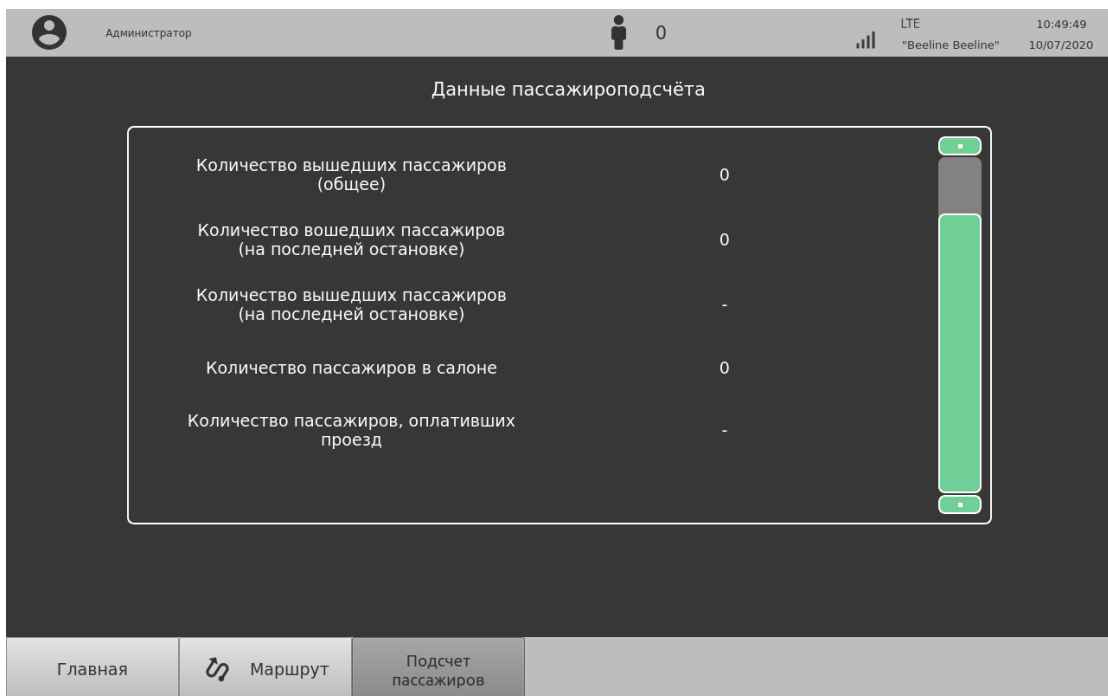 Администратор
0
LTE
"Beeline Beeline"
10:49:49
10/07/2020
Данные пассажироподсчёта
Количество вышедших пассажиров
(общее)
0
Количество вошедших пассажиров
(на последней остановке)
0
Количество вышедших пассажиров
(на последней остановке)
-
Количество пассажиров в салоне
0
Количество пассажиров, оплативших
проезд
-
Главная
Маршрут
Подсчет
пассажиров